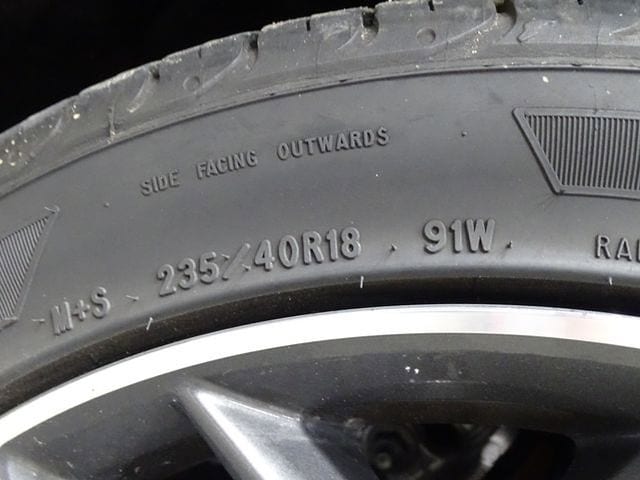 SIDE FACING OUTWARDS
M+S 235/40R18 91W